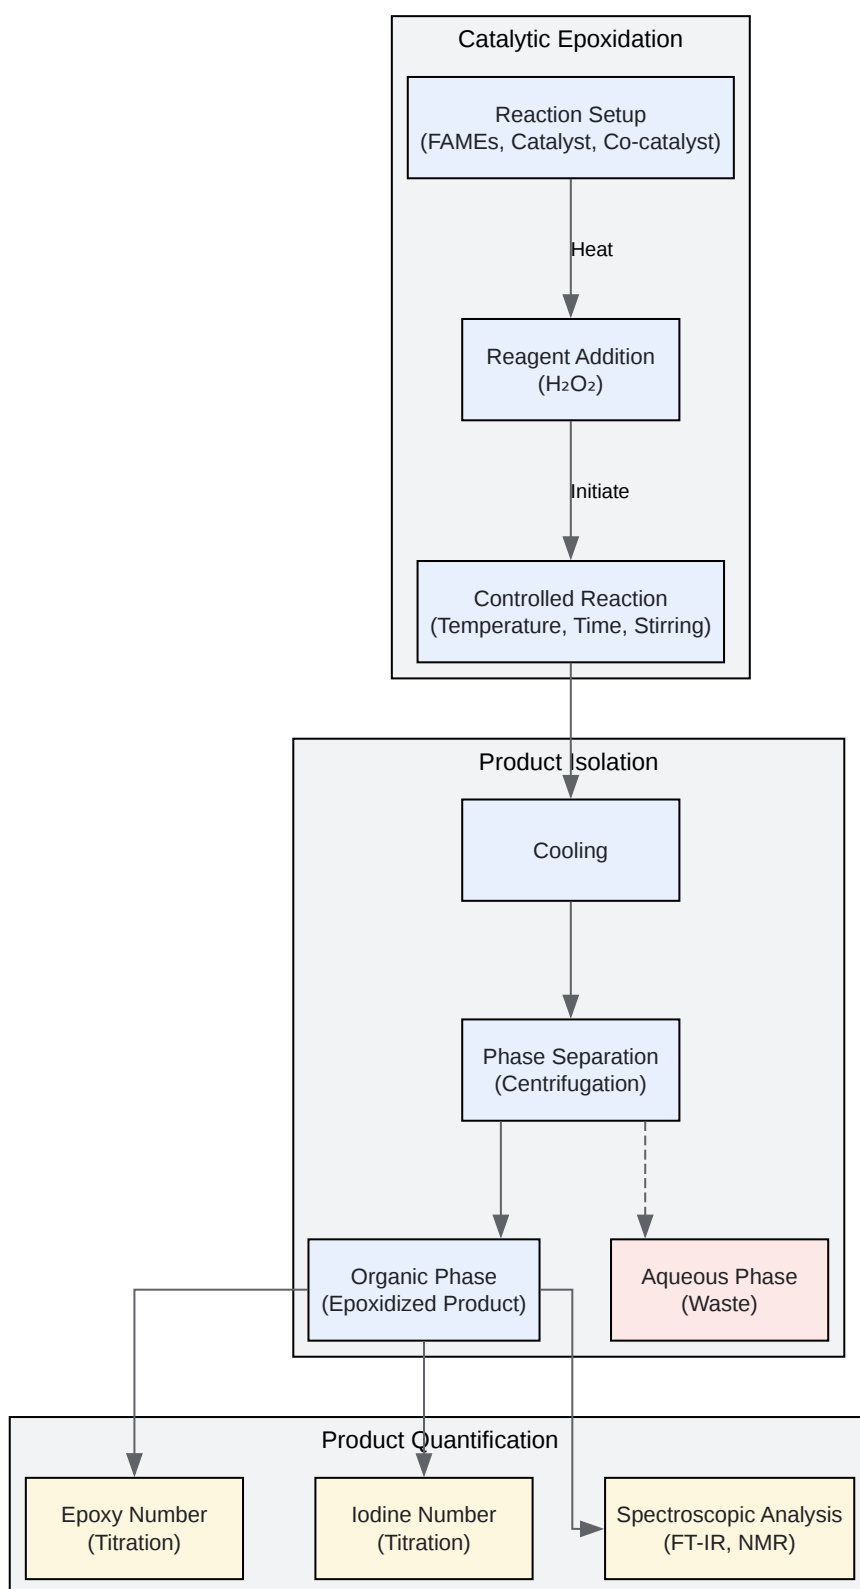 Catalytic Epoxidation
Reaction Setup
(FAMEs, Catalyst, Co-catalyst)
Heat
Reagent Addition
(H₂O₂)
Initiate
Controlled Reaction
(Temperature, Time, Stirring)
Product Isolation
Cooling
Phase Separation
(Centrifugation)
Organic Phase
(Epoxidized Product)
Aqueous Phase
(Waste)
Product Quantification
Epoxy Number
(Titration)
Iodine Number
(Titration)
Spectroscopic Analysis
(FT-IR, NMR)